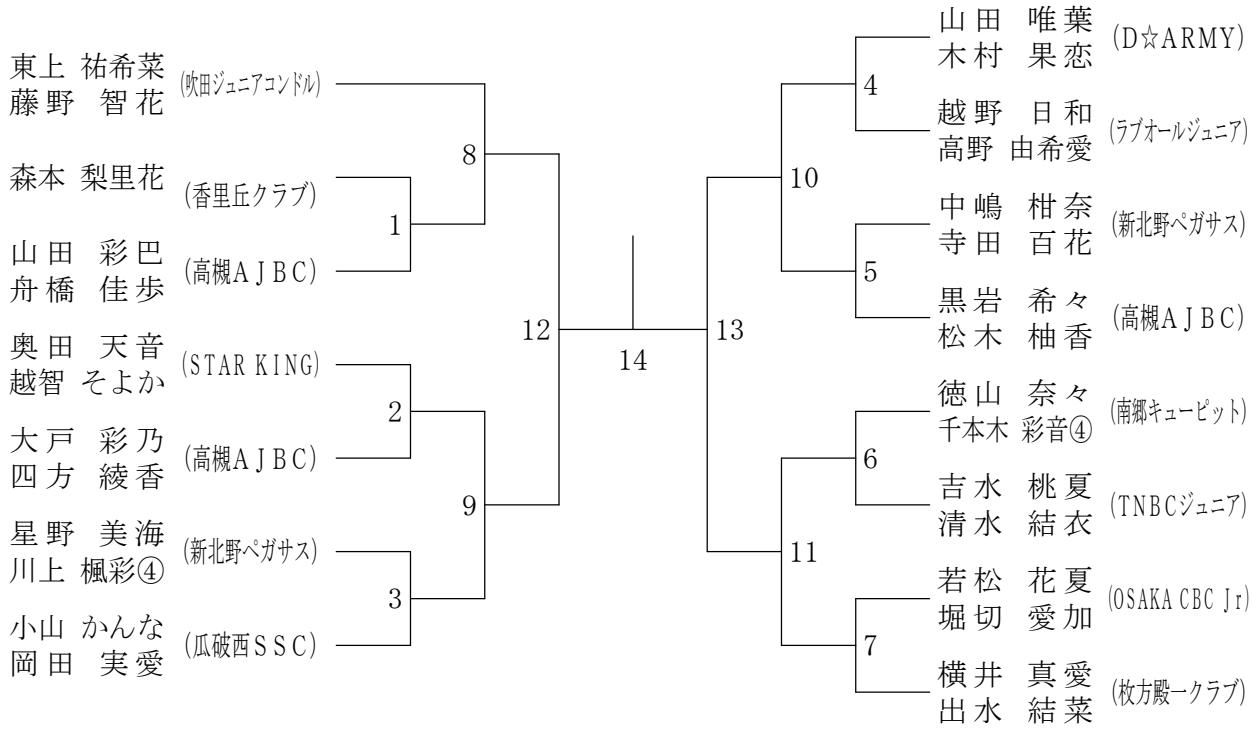 東上 祐希菜
藤野 智花
(吹田ジュニアコンドル)
森本 梨里花
(香里丘クラブ)
山田 彩巴
舟橋 佳歩
(高槻AJBC)
奥田 天音
越智 そよか
(STAR KING)
大戸 彩乃
四方 綾香
(高槻AJBC)
星野 美海
川上 楓彩④
(新北野ペガサス)
小山 かんな
岡田 実愛
(瓜破西SSC)
8
1
2
9
3
12
14
13
10
11
4
5
6
7
山田 唯葉
木村 果恋
(D☆ARMY)
越野 日和
高野 由希愛
(ラブオールジュニア)
中嶋 柑奈
寺田 百花
(新北野ペガサス)
黒岩 希々
松木 柚香
(高槻AJBC)
徳山 奈々
千本木 彩音④
(南郷キューピット)
吉水 桃夏
清水 結衣
(TNBCジュニア)
若松 花夏
堀切 愛加
(OSAKA CBC Jr)
横井 真愛
出水 結菜
(枚方殿一クラブ)